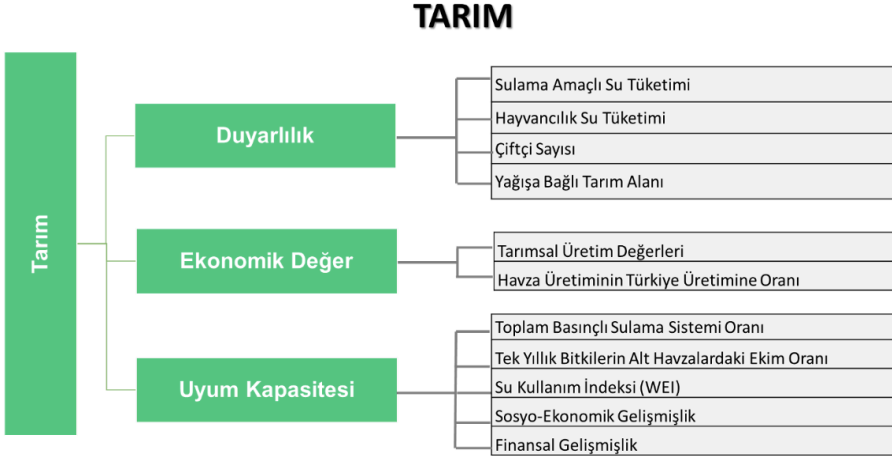 TARIM
Tarım
Duyarlılık
Sulama Amaçlı Su Tüketimi
Hayvancılık Su Tüketimi
Çiftçi Sayısı
Yağışa Bağlı Tarım Alanı
Ekonomik Değer
Tarımsal Üretim Değerleri
Havza Üretiminin Türkiye Üretimine Oranı
Uyum Kapasitesi
Toplam Basınçlı Sulama Sistemi Oranı
Tek Yıllık Bitkilerin Alt Havzalardaki Ekim Oranı
Su Kullanım İndeksi (WEI)
Sosyo-Ekonomik Gelişmişlik
Finansal Gelişmişlik